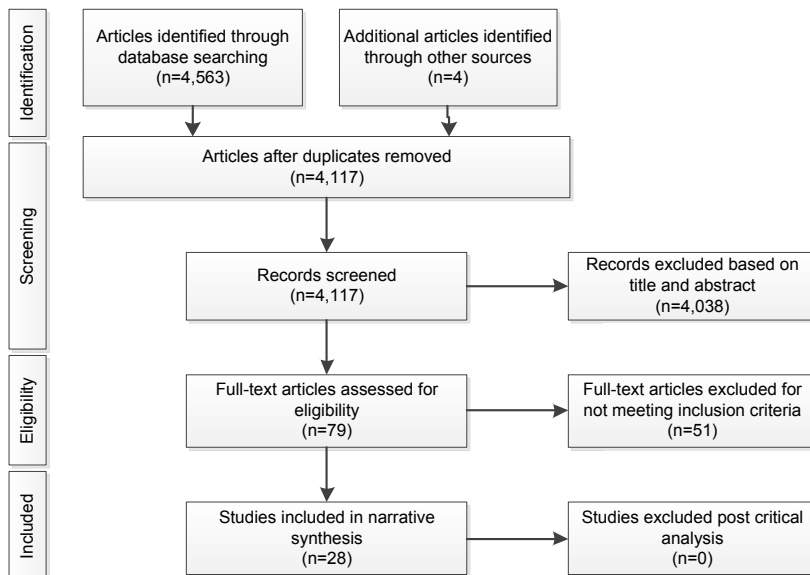 Identification
Articles identified through
database searching
(n=4,563)
Additional articles identified
through other sources
(n=4)
Screening
Articles after duplicates removed
(n=4,117)
Records screened
(n=4,117)
Records excluded based on
title and abstract
(n=4,038)
Eligibility
Full-text articles assessed for
eligibility
(n=79)
Full-text articles excluded for
not meeting inclusion criteria
(n=51)
Included
Studies included in narrative
synthesis
(n=28)
Studies excluded post critical
analysis
(n=0)